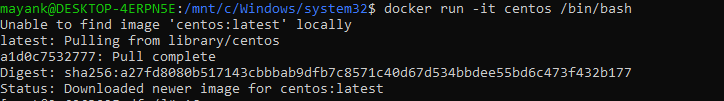 mayank@DESKTOP-4ERPN5E:/mnt/c/Windows/system32$ docker run -it centos /bin/bash
Unable to find image 'centos:latest' locally
latest: Pulling from library/centos
a1d0c7532777: Pull complete
Digest: sha256:a27fd8080b517143cbbbab9dfb7c8571c40d67d534bbdee55bd6c473f432b177
Status: Downloaded newer image for centos:latest